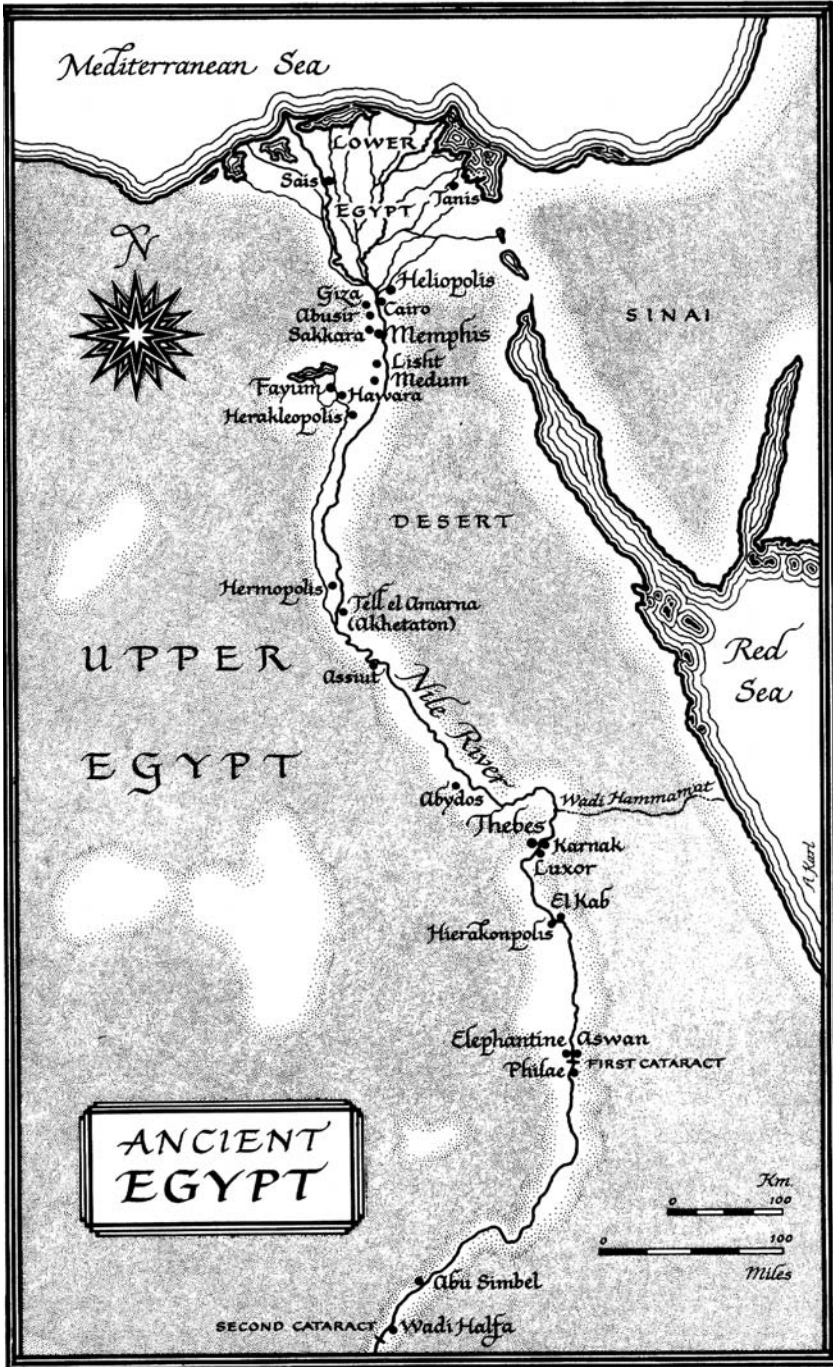 Mediterranean Sea
LOWER
Sais
Tanis
EGYPT
N
Heliopolis
Giza
Cairo
Abusir
SINAI
Sakkara
Memphis
Lisht
Medum
Fayum
Hawara
Herakleopolis
DESERT
Hermopolis
Tell el Amarna
(Akhetaton)
UPPER
Assiut
Nile River
Red
Sea
EGYPT
Abydos
Wadi Hammamat
Thebes
Karnak
Luxor
A Karl
El Kab
Hierakonpolis
Elephantine
Aswan
FIRST CATARACT
Philae
ANCIENT
EGYPT
Km.
0 100
0 100
Miles
Abu Simbel
SECOND CATARACT
Wadi Halfa